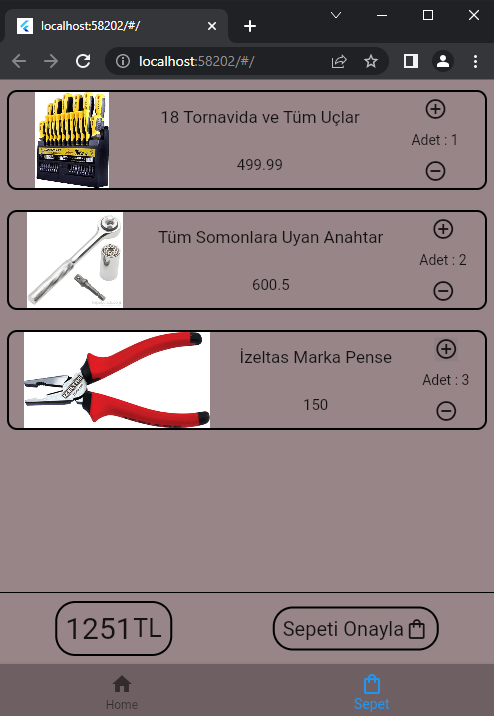 localhost:58202/#/
localhost:58202/#/
18 Tornavida ve Tüm Uçlar
499.99
Adet : 1
Tüm Somonlara Uyan Anahtar
600.5
Adet : 2
İzeltas Marka Pense
150
Adet : 3
1251TL
Sepeti Onayla
Home
Sepet